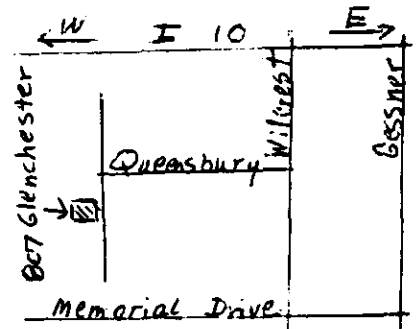 W I 10 E
Wilcrest
Gessner
Queensbury
807 Glenchester
Memorial Drive